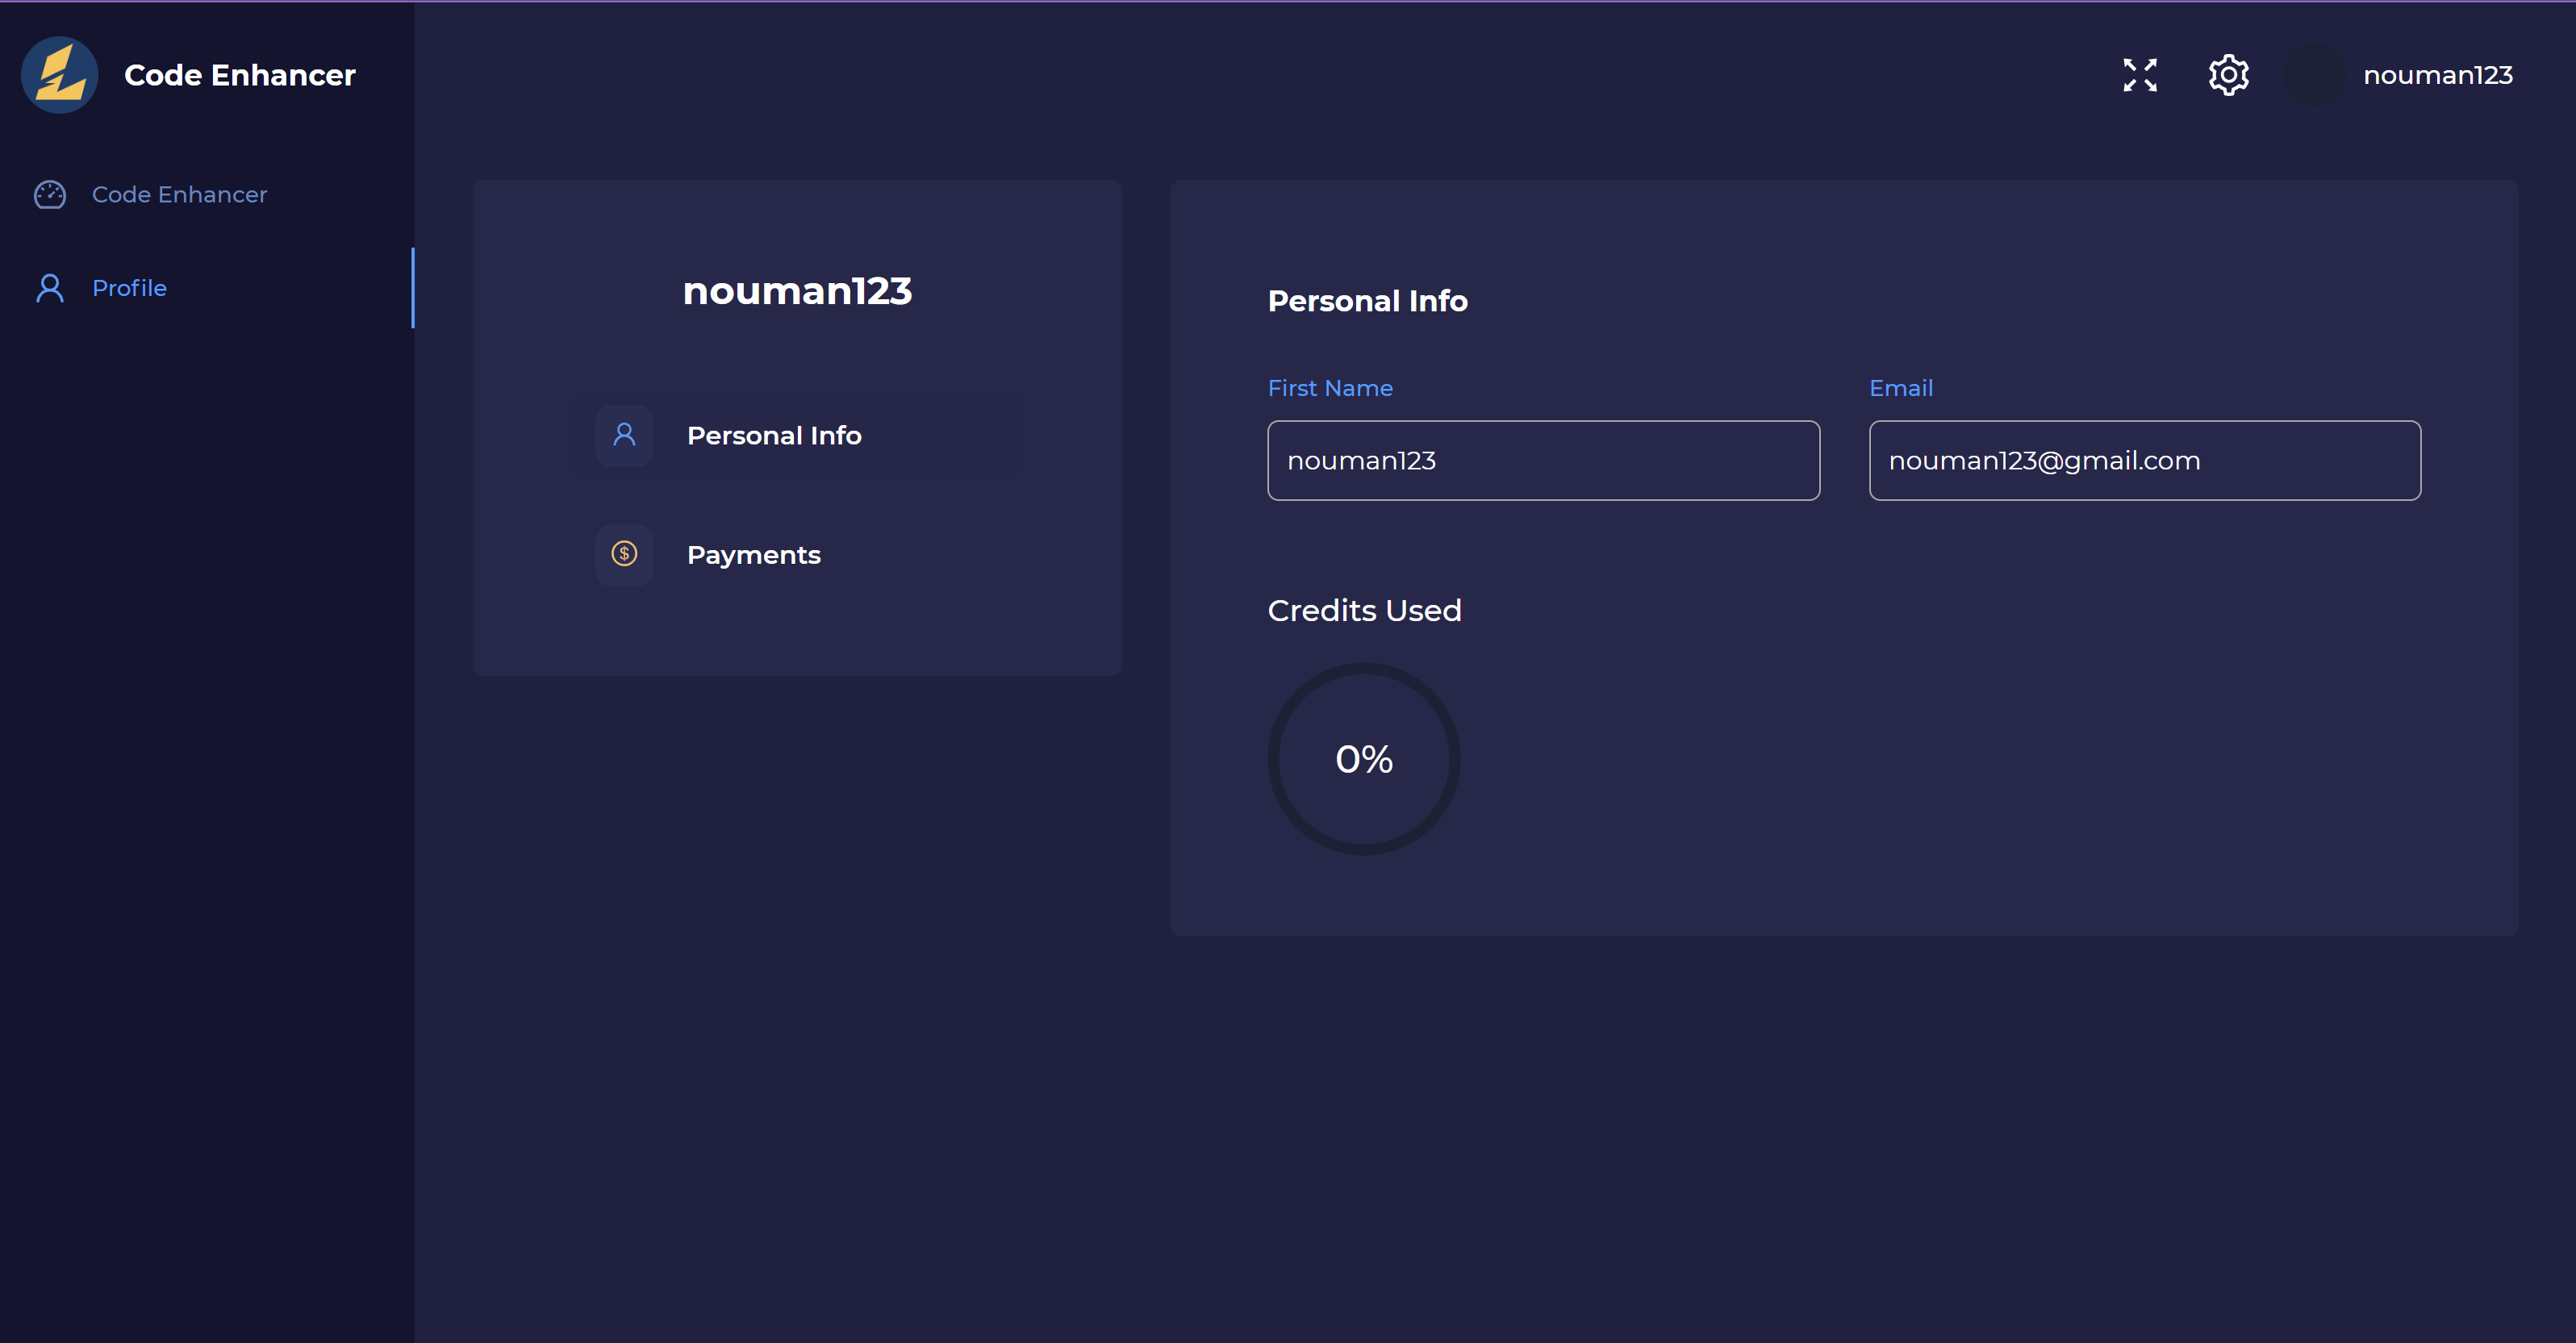 Code Enhancer
nouman123
Code Enhancer
Profile
nouman123
Personal Info
Payments
Personal Info
First Name
Email
nouman123
nouman123@gmail.com
Credits Used
0%